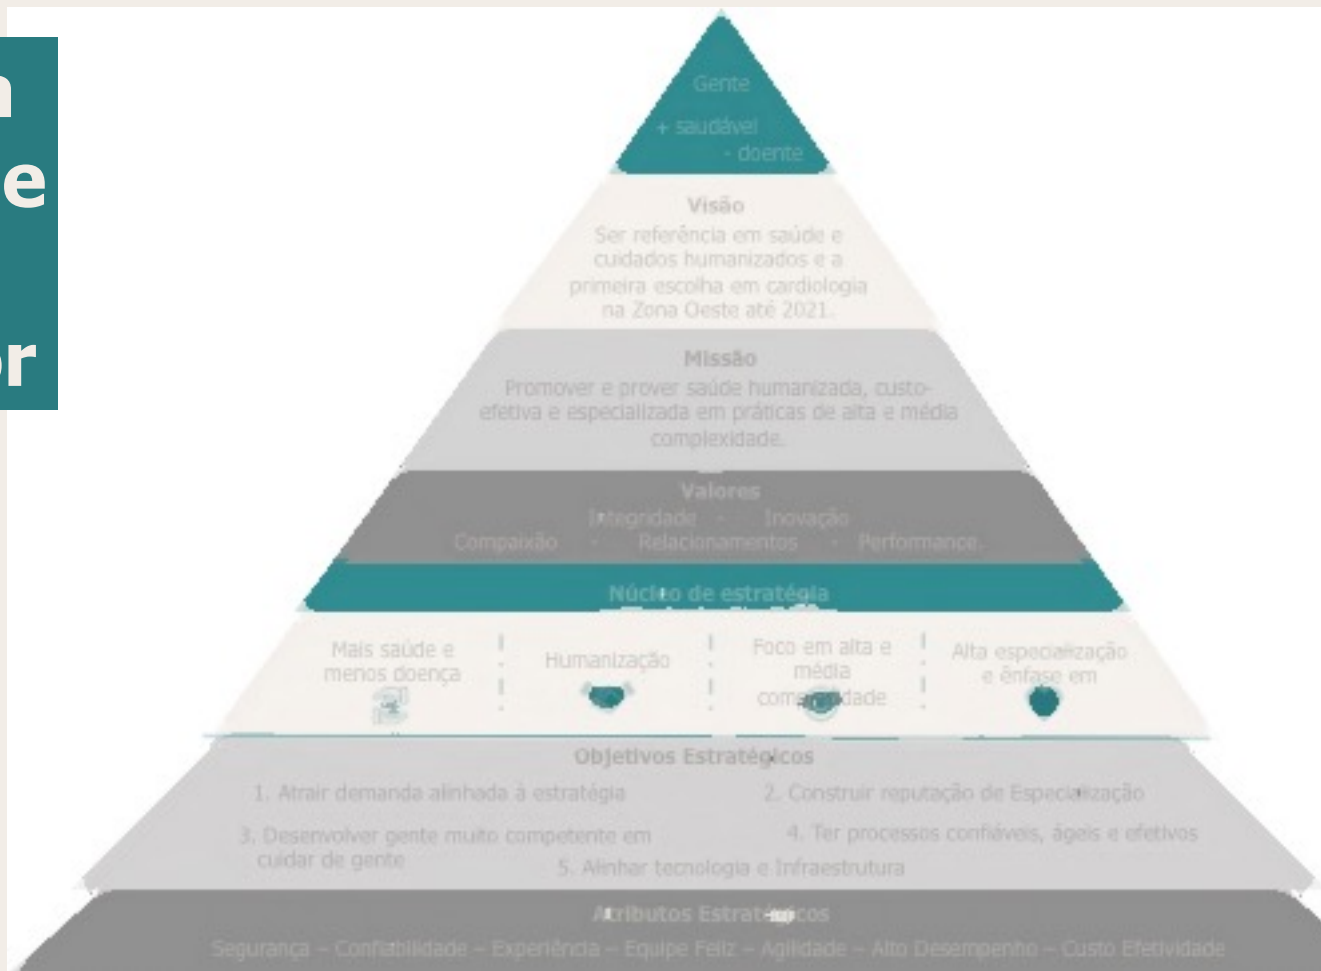 Gente
+ saudável
- doente
Visão
Ser referência em saúde e
cuidados humanizados e a
primeira escolha em cardiologia
na Zona Oeste até 2021.
Missão
Promover e prover saúde humanizada, custo-
efetiva e especializada em práticas de alta e média
complexidade.
Valores
Integridade - Inovação
Compaixão - Relacionamentos - Performance.
Núcleo de estratégia
Mais saúde e
menos doença
Humanização
Foco em alta e
média
Alta especialização
e ênfase em
Objetivos Estratégicos
1. Atrair demanda alinhada à estratégia
2. Construir reputação de Especialização
3. Desenvolver gente muito competente em
cuidar de gente
4. Ter processos confiáveis, ágeis e efetivos
5. Alinhar tecnologia e Infraestrutura
Atributos Estratégicos
Segurança – Confiabilidade – Experiência – Equipe Feliz – Agilidade – Alto Desempenho – Custo Efetividade